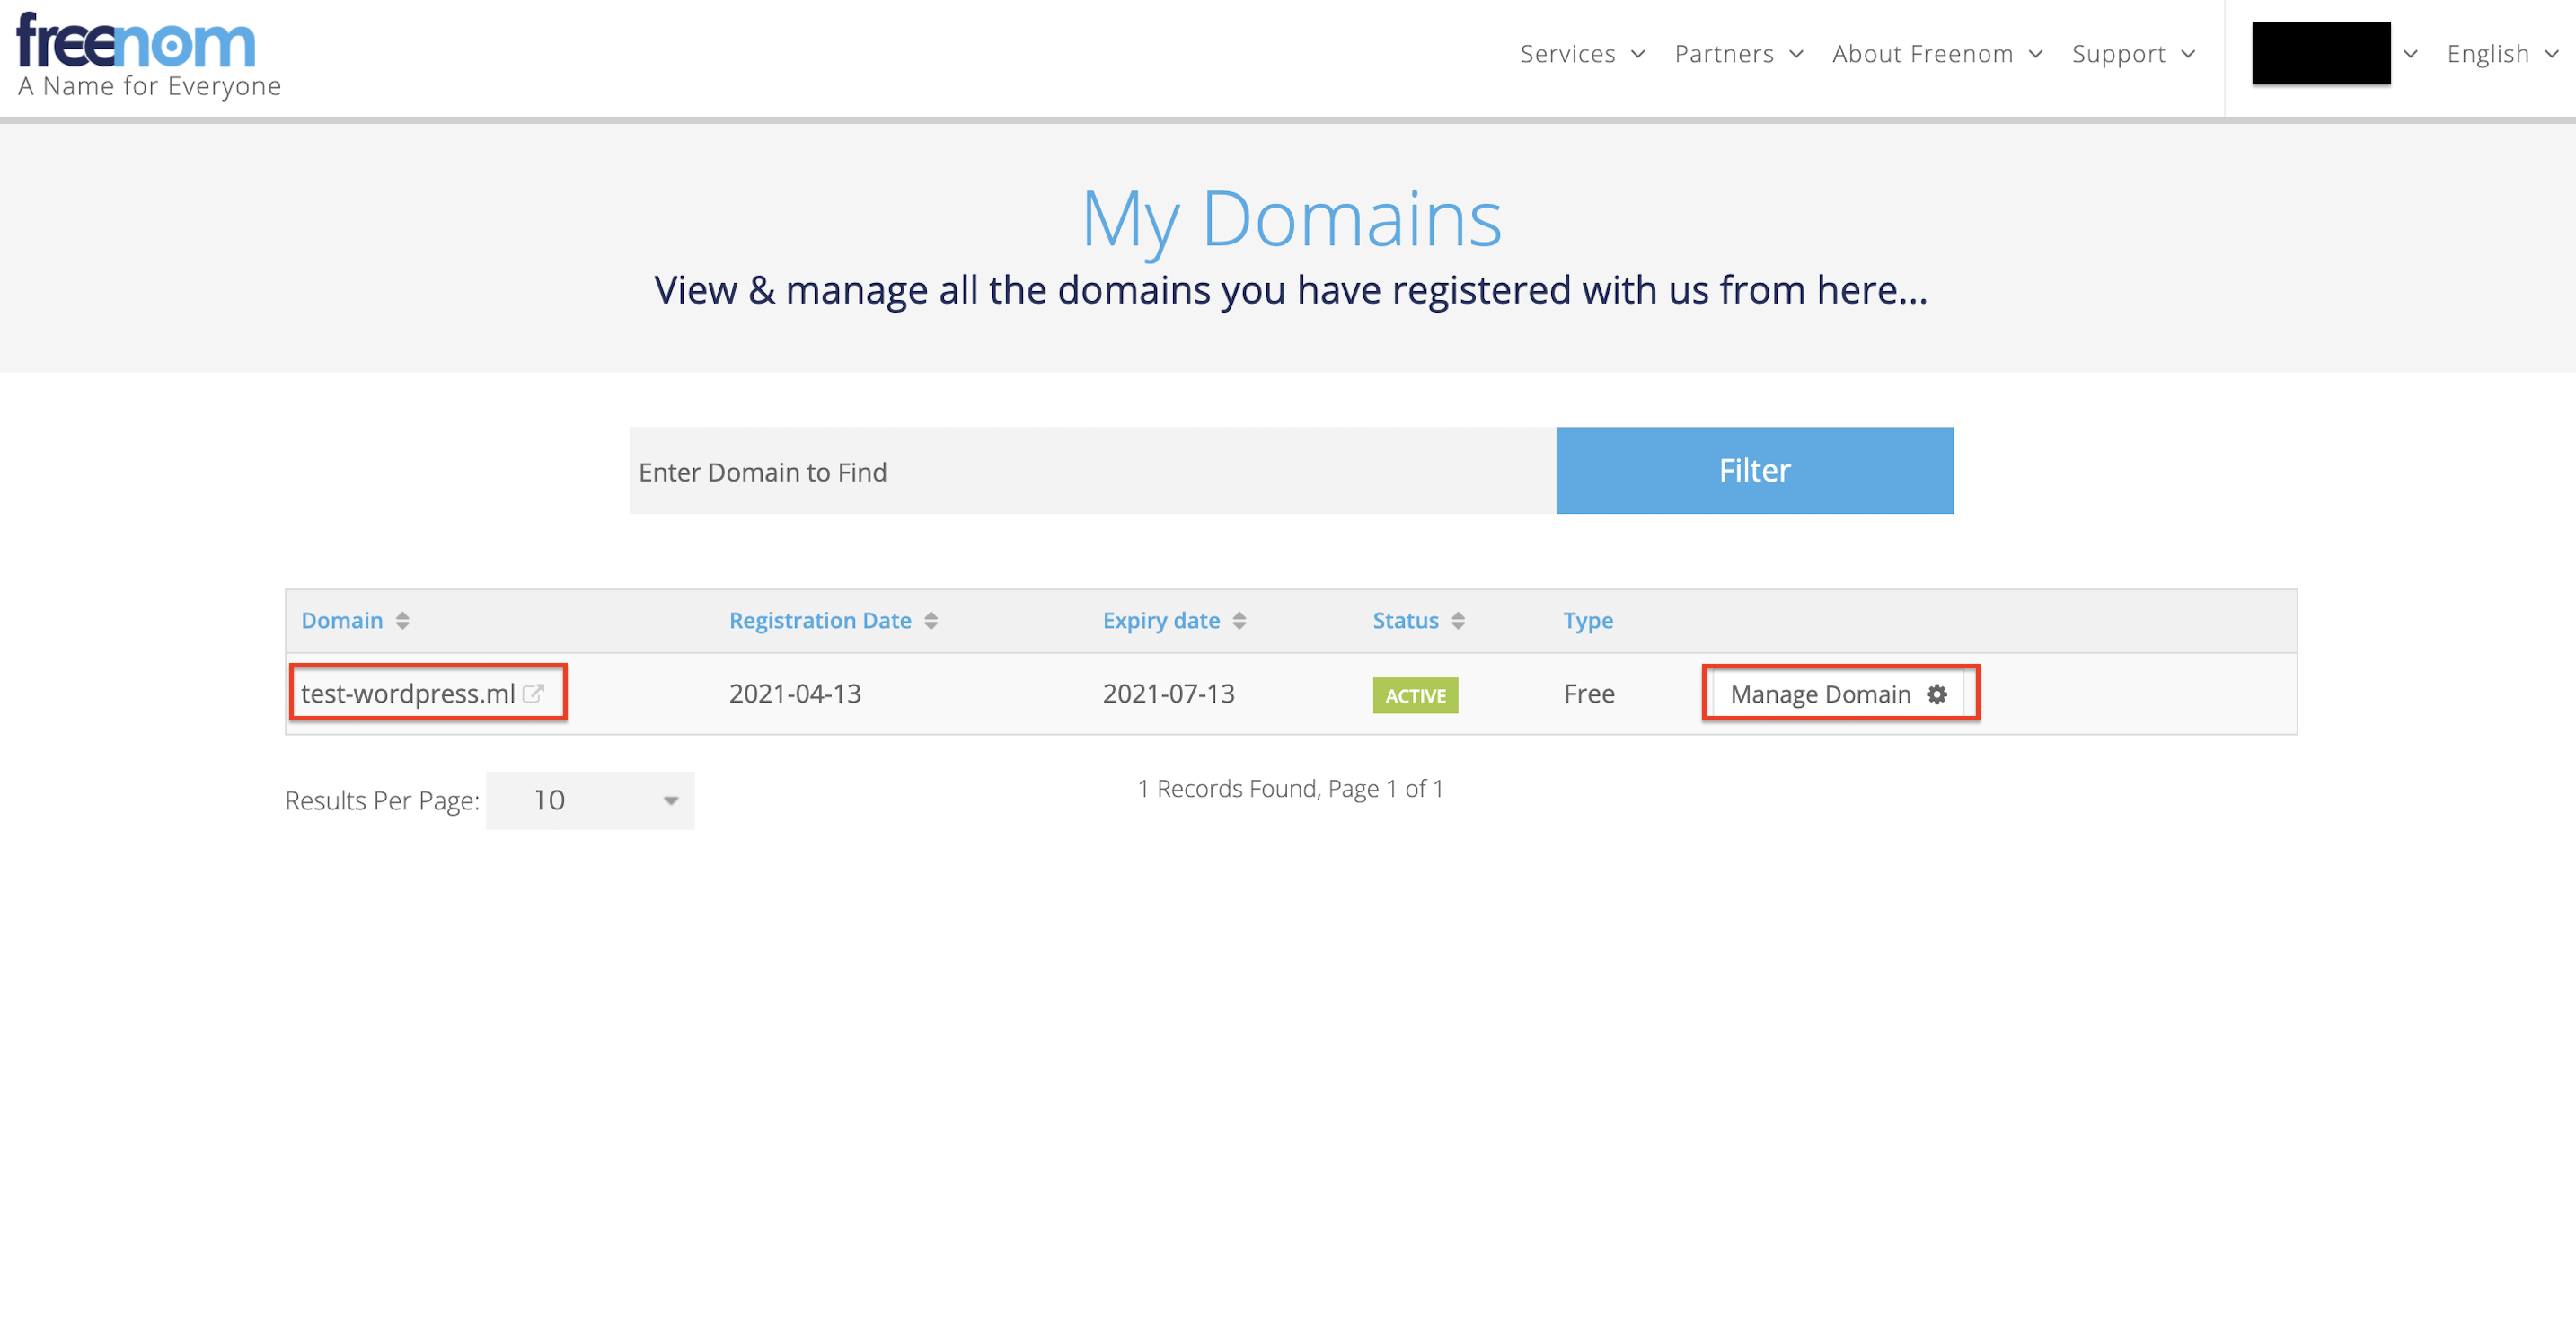 freenom
A Name for Everyone
Services Partners About Freenom Support English
My Domains
View & manage all the domains you have registered with us from here...
Enter Domain to Find Filter
Domain Registration Date Expiry date Status Type
test-wordpress.ml 2021-04-13 2021-07-13 ACTIVE Free Manage Domain
Results Per Page: 10 1 Records Found, Page 1 of 1